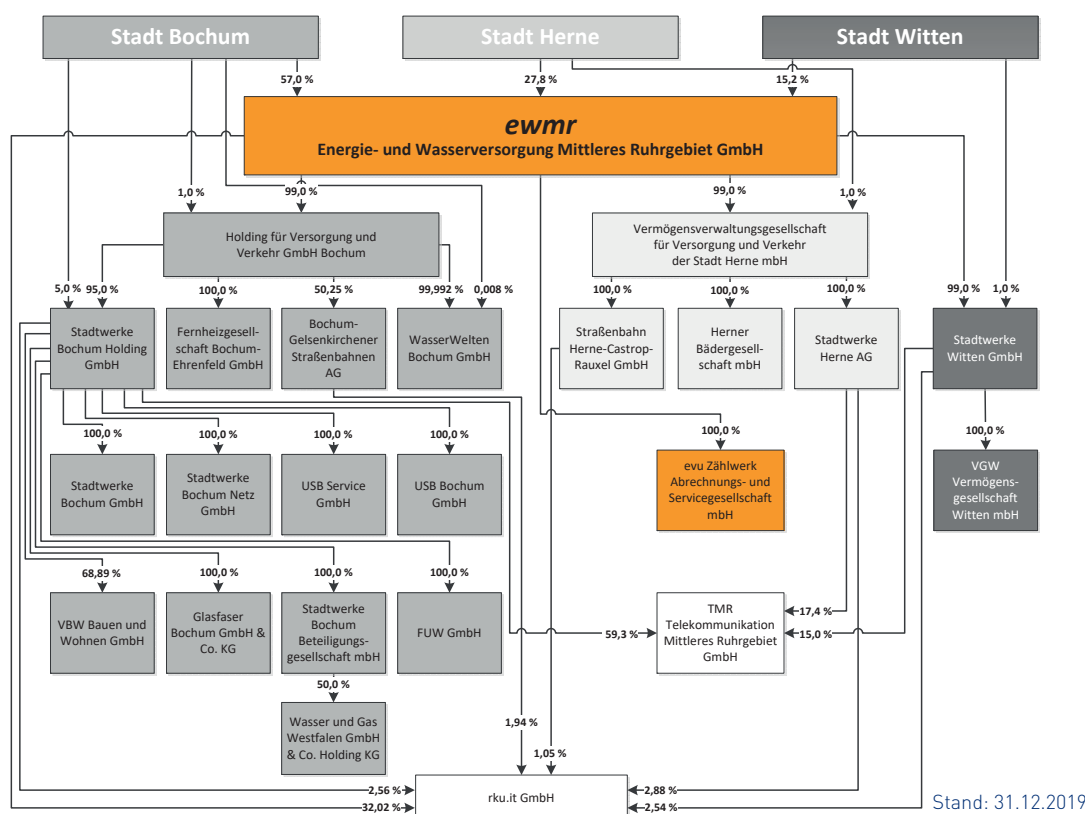 Stadt Bochum
Stadt Herne
Stadt Witten
57,0 %
27,8 %
15,2 %
ewmr
Energie- und Wasserversorgung Mittleres Ruhrgebiet GmbH
1,0 %
99,0 %
99,0 %
1,0 %
Holding für Versorgung und
Verkehr GmbH Bochum
Vermögensverwaltungsgesellschaft
für Versorgung und Verkehr
der Stadt Herne mbH
5,0 %
95,0 %
100,0 %
50,25 %
99,992 %
0,008 %
100,0 %
100,0 %
100,0 %
99,0 %
1,0 %
Stadtwerke
Bochum Holding
GmbH
Fernheizgesell-
schaft Bochum-
Ehrenfeld GmbH
Bochum-
Gelsenkirchener
Straßenbahnen
AG
WasserWelten
Bochum GmbH
Straßenbahn
Herne-Castrop-
Rauxel GmbH
Herner
Bädergesell-
schaft mbH
Stadtwerke
Herne AG
Stadtwerke
Witten GmbH
100,0 %
100,0 %
100,0 %
100,0 %
100,0 %
100,0 %
Stadtwerke
Bochum GmbH
Stadtwerke
Bochum Netz
GmbH
USB Service
GmbH
USB Bochum
GmbH
evu Zählwerk
Abrechnungs- und
Servicegesellschaft
mbH
VGW
Vermögens-
gesellschaft
Witten mbH
68,89 %
100,0 %
100,0 %
100,0 %
VBW Bauen und
Wohnen GmbH
Glasfaser
Bochum GmbH &
Co. KG
Stadtwerke
Bochum
Beteiligungs-
gesellschaft mbH
FUW GmbH
59,3 %
TMR
Telekommunikation
Mittleres Ruhrgebiet
GmbH
17,4 %
15,0 %
50,0 %
Wasser und Gas
Westfalen GmbH
& Co. Holding KG
1,94 %
1,05 %
2,56 %
32,02 %
rku.it GmbH
2,88 %
2,54 %
Stand: 31.12.2019